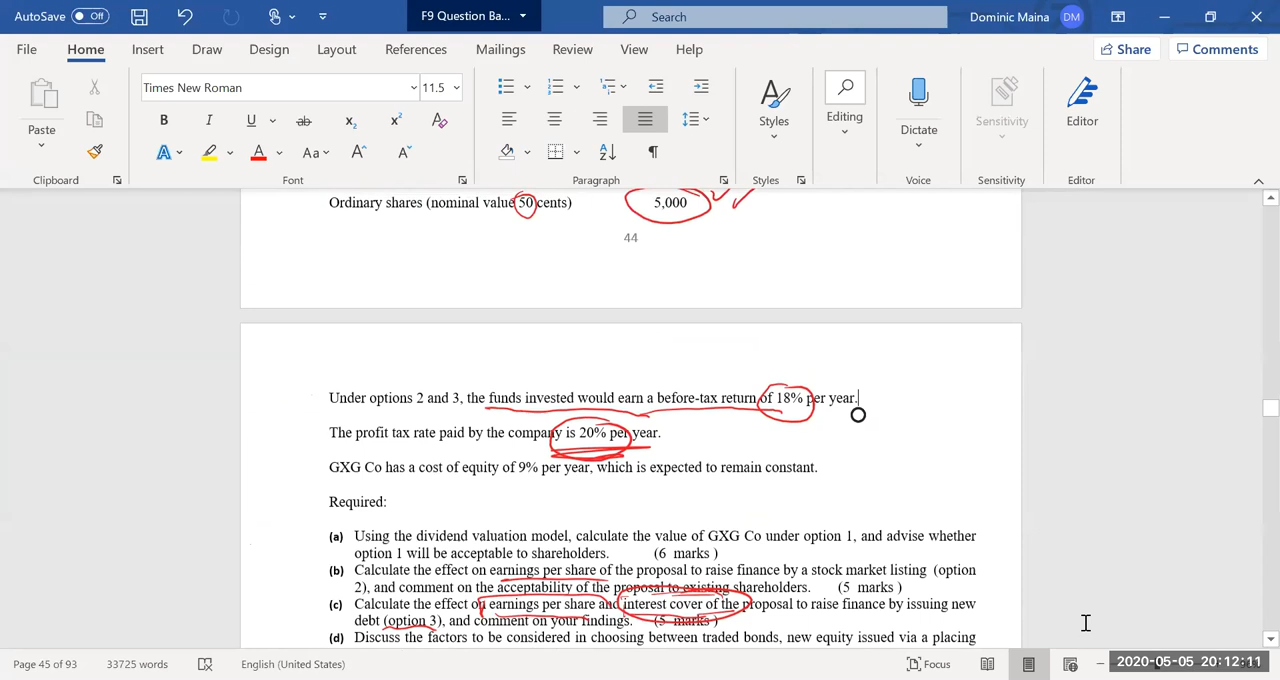 AutoSave Off F9 Question Ba... Search Dominic Maina DM
File Home Insert Draw Design Layout References Mailings Review View Help Share Comments
Times New Roman 11.5
Paste Styles Editing Dictate Sensitivity Editor
Clipboard Font Paragraph Styles Voice Sensitivity Editor
Ordinary shares (nominal value 50 cents) 5,000
44
Under options 2 and 3, the funds invested would earn a before-tax return of 18% per year.
The profit tax rate paid by the company is 20% per year.
GXG Co has a cost of equity of 9% per year, which is expected to remain constant.
Required:
(a) Using the dividend valuation model, calculate the value of GXG Co under option 1, and advise whether
option 1 will be acceptable to shareholders. (6 marks )
(b) Calculate the effect on earnings per share of the proposal to raise finance by a stock market listing (option
2), and comment on the acceptability of the proposal to existing shareholders. (5 marks )
(c) Calculate the effect on earnings per share and interest cover of the proposal to raise finance by issuing new
debt (option 3), and comment on your findings. (5 marks )
(d) Discuss the factors to be considered in choosing between traded bonds, new equity issued via a placing
Page 45 of 93 33725 words English (United States) Focus
2020-05-05 20:12:11